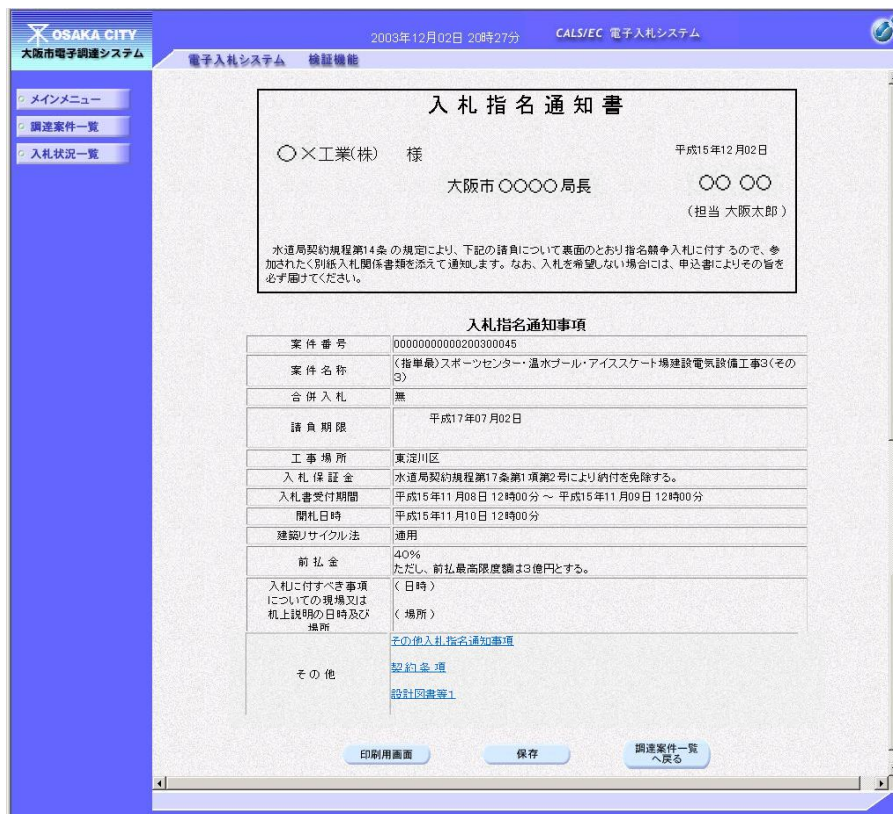 OSAKA CITY
大阪市電子調達システム
2003年12月02日 20時27分
CALS/EC 電子入札システム
電子入札システム 検証機能
メインメニュー
調達案件一覧
入札状況一覧
入札指名通知書
○×工業(株) 様
平成15年12月02日
大阪市○○○○局長
○○ ○○
(担当 大阪太郎)
水道局契約規程第14条の規定により、下記の請負について裏面のとおり指名競争入札に付するので、参
加されたく別紙入札関係書類を添えて通知します。なお、入札を希望しない場合には、申込書によりその旨を
必ず届けてください。
入札指名通知事項
案件番号 00000000000200300045
案件名称 (指単最)スポーツセンター・温水プール・アイススケート場建設電気設備工事3(その
3)
合併入札 無
請負期限 平成17年07月02日
工事場所 東淀川区
入札保証金 水道局契約規程第17条第1項第2号により納付を免除する。
入札書受付期間 平成15年11月08日 12時00分 ～ 平成15年11月09日 12時00分
開札日時 平成15年11月10日 12時00分
建築リサイクル法 適用
前払金 40%
ただし、前払最高限度額は3億円とする。
入札に付すべき事項
についての現場又は
机上説明の日時及び
場所
(日時)
(場所)
その他
その他入札指名通知事項
契約条項
設計図書等1
印刷用画面
保存
調達案件一覧
へ戻る